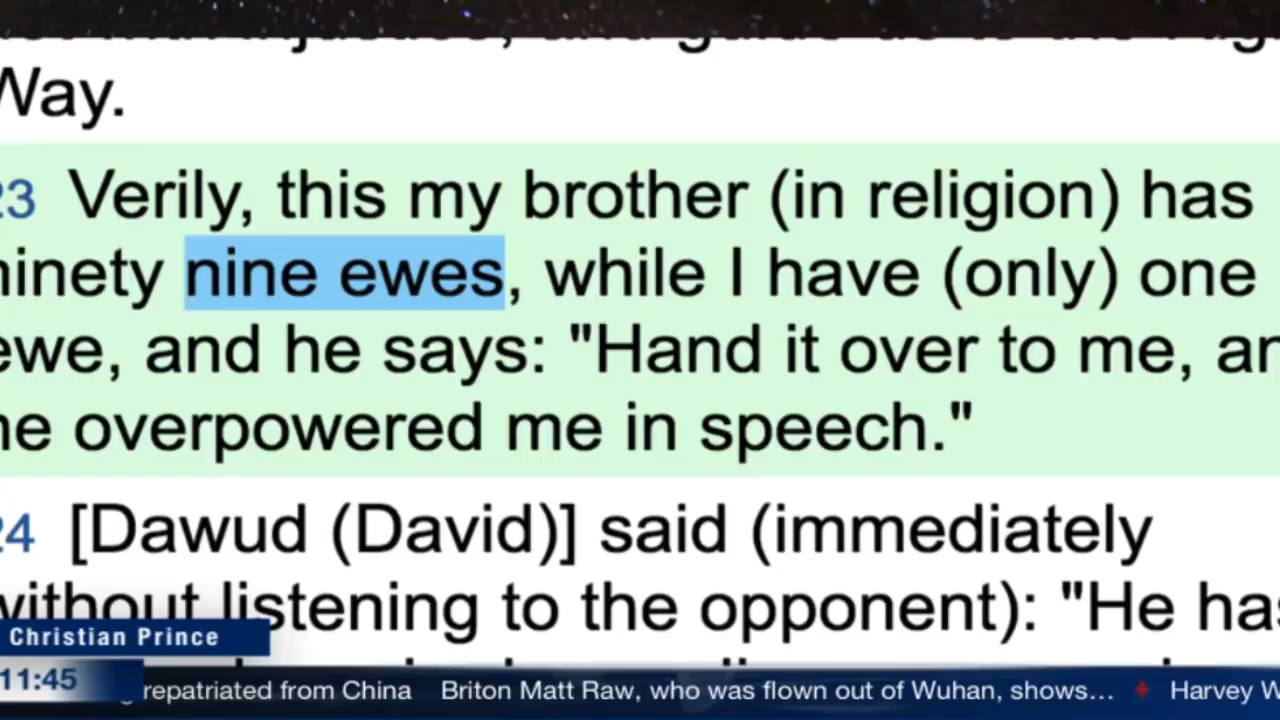 Way.
23 Verily, this my brother (in religion) has
ninety nine ewes, while I have (only) one
ewe, and he says: "Hand it over to me, an
he overpowered me in speech."
24 [Dawud (David)] said (immediately
without listening to the opponent): "He has
Christian Prince
11:45
repatriated from China Briton Matt Raw, who was flown out of Wuhan, shows... Harvey W